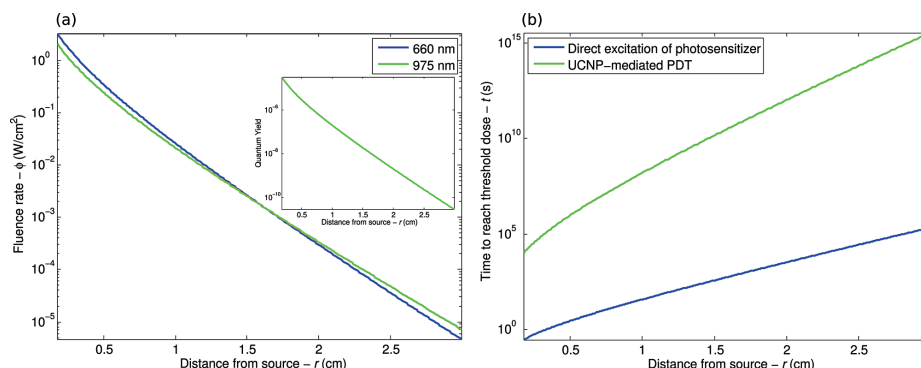 (a)
Fluence rate – ϕ (W/cm²)
10⁰
10⁻¹
10⁻²
10⁻³
10⁻⁴
10⁻⁵
660 nm
975 nm
Quantum Yield
10⁻⁶
10⁻⁸
10⁻¹⁰
0.5 1 1.5 2 2.5
Distance from source – r (cm)
0.5 1 1.5 2 2.5
Distance from source – r (cm)
(b)
Time to reach threshold dose – t (s)
10¹⁵
10¹⁰
10⁵
10⁰
Direct excitation of photosensitizer
UCNP–mediated PDT
0.5 1 1.5 2 2.5
Distance from source – r (cm)